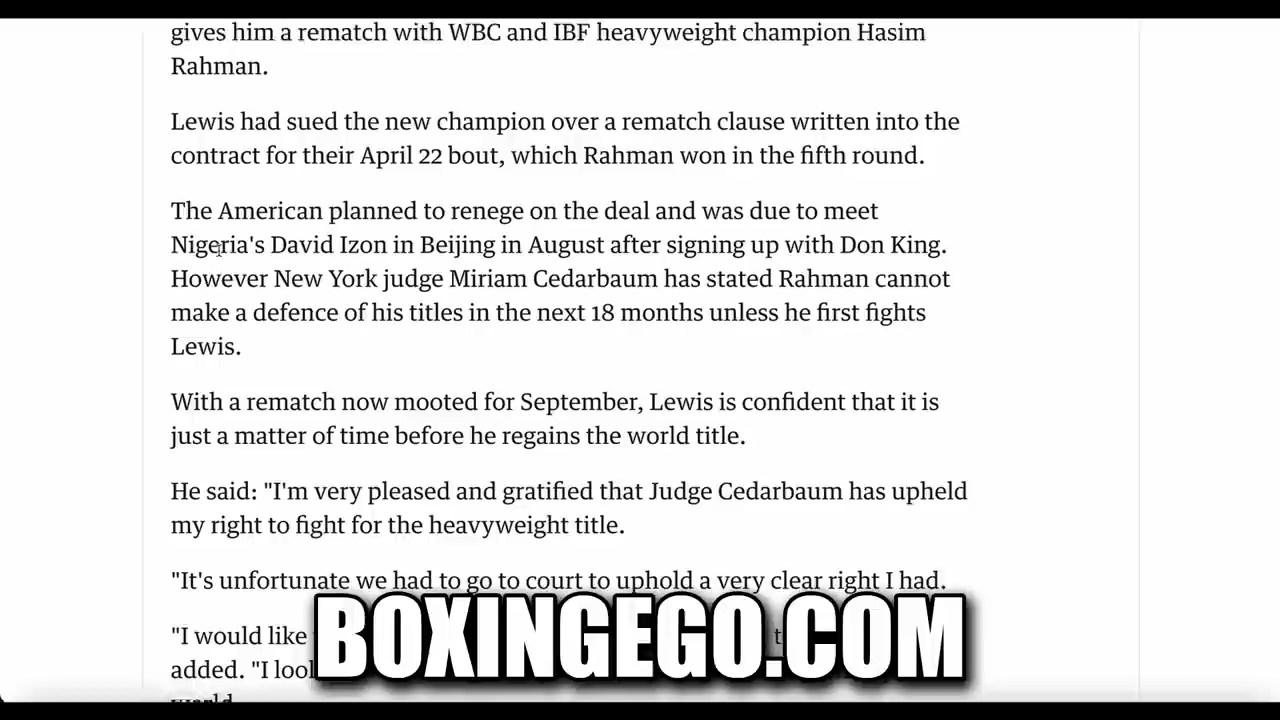 gives him a rematch with WBC and IBF heavyweight champion Hasim
Rahman.
Lewis had sued the new champion over a rematch clause written into the
contract for their April 22 bout, which Rahman won in the fifth round.
The American planned to renege on the deal and was due to meet
Nigeria's David Izon in Beijing in August after signing up with Don King.
However New York judge Miriam Cedarbaum has stated Rahman cannot
make a defence of his titles in the next 18 months unless he first fights
Lewis.
With a rematch now mooted for September, Lewis is confident that it is
just a matter of time before he regains the world title.
He said: "I'm very pleased and gratified that Judge Cedarbaum has upheld
my right to fight for the heavyweight title.
"It's unfortunate we had to go to court to uphold a very clear right I had.
"I would like
added. "I
BOXINGEGO.COM